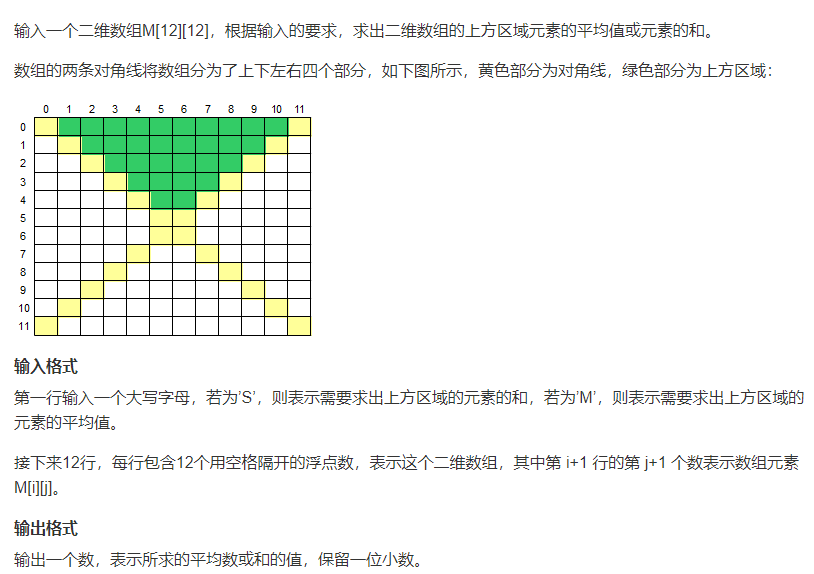 输入一个二维数组M[12][12]，根据输入的要求，求出二维数组的上方区域元素的平均值或元素的和。
数组的两条对角线将数组分为了上下左右四个部分，如下图所示，黄色部分为对角线，绿色部分为上方区域：
0 1 2 3 4 5 6 7 8 9 10 11
0
1
2
3
4
5
6
7
8
9
10
11
输入格式
第一行输入一个大写字母，若为'S'，则表示需要求出上方区域的元素的和，若为'M'，则表示需要求出上方区域的
元素的平均值。
接下来12行，每行包含12个用空格隔开的浮点数，表示这个二维数组，其中第 i+1 行的第 j+1 个数表示数组元素
M[i][j]。
输出格式
输出一个数，表示所求的平均数或和的值，保留一位小数。